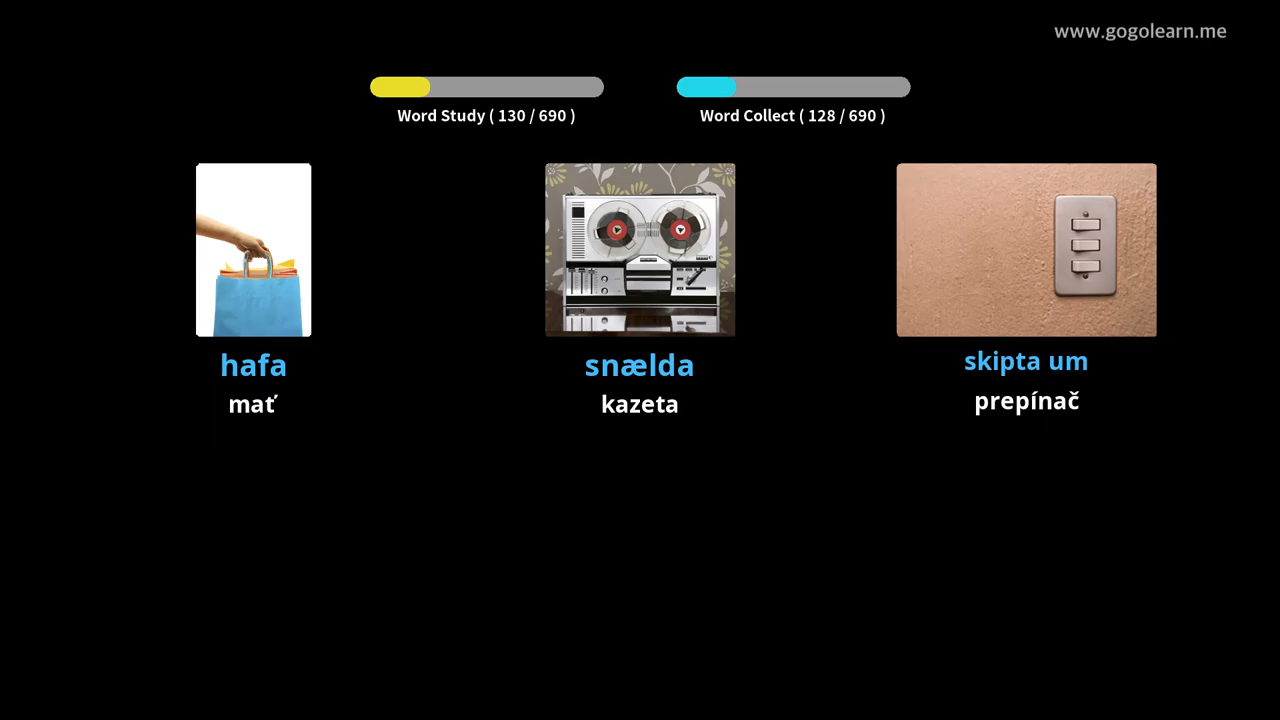 www.gogolearn.me
Word Study ( 130 / 690 )
Word Collect ( 128 / 690 )
hafa
mať
snælda
kazeta
skipta um
prepínač